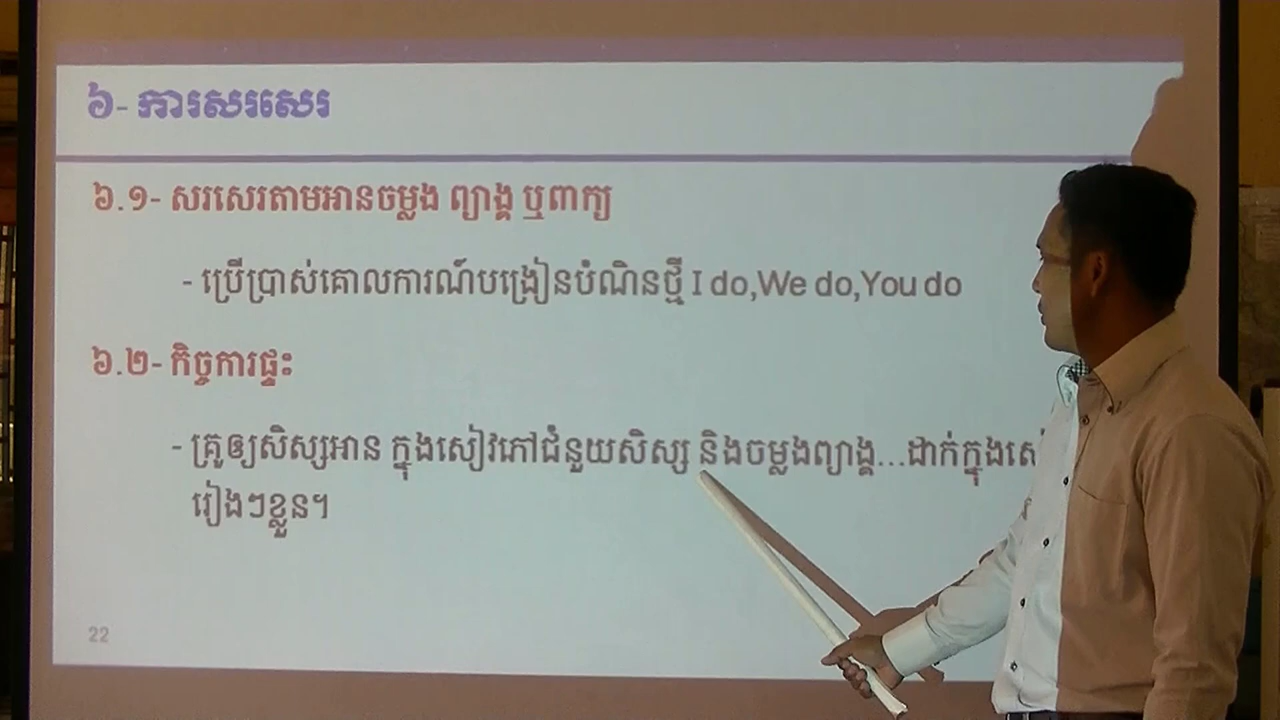 ៦- ការសរសេរ
៦.១- សរសេរតាមអានចម្លង ព្យាង្គ ឬពាក្យ
- ប្រើប្រាស់គោលការណ៍បង្រៀនបំណិនថ្មី I do,We do,You do
៦.២- កិច្ចការផ្ទះ
- គ្រូឲ្យសិស្សអាន ក្នុងសៀវភៅជំនួយសិស្ស និងចម្លងព្យាង្គ...ដាក់ក្នុង
រៀងៗខ្លួន។
22